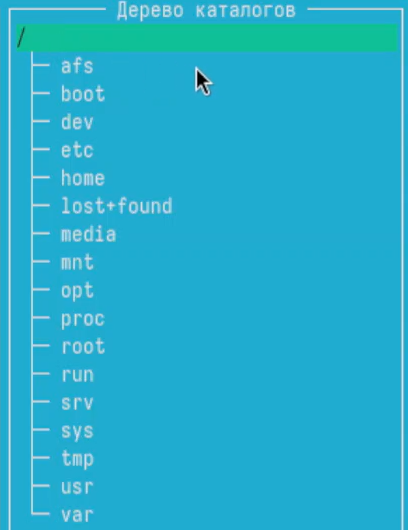 Дерево каталогов
/
afs
boot
dev
etc
home
lost+found
media
mnt
opt
proc
root
run
srv
sys
tmp
usr
var